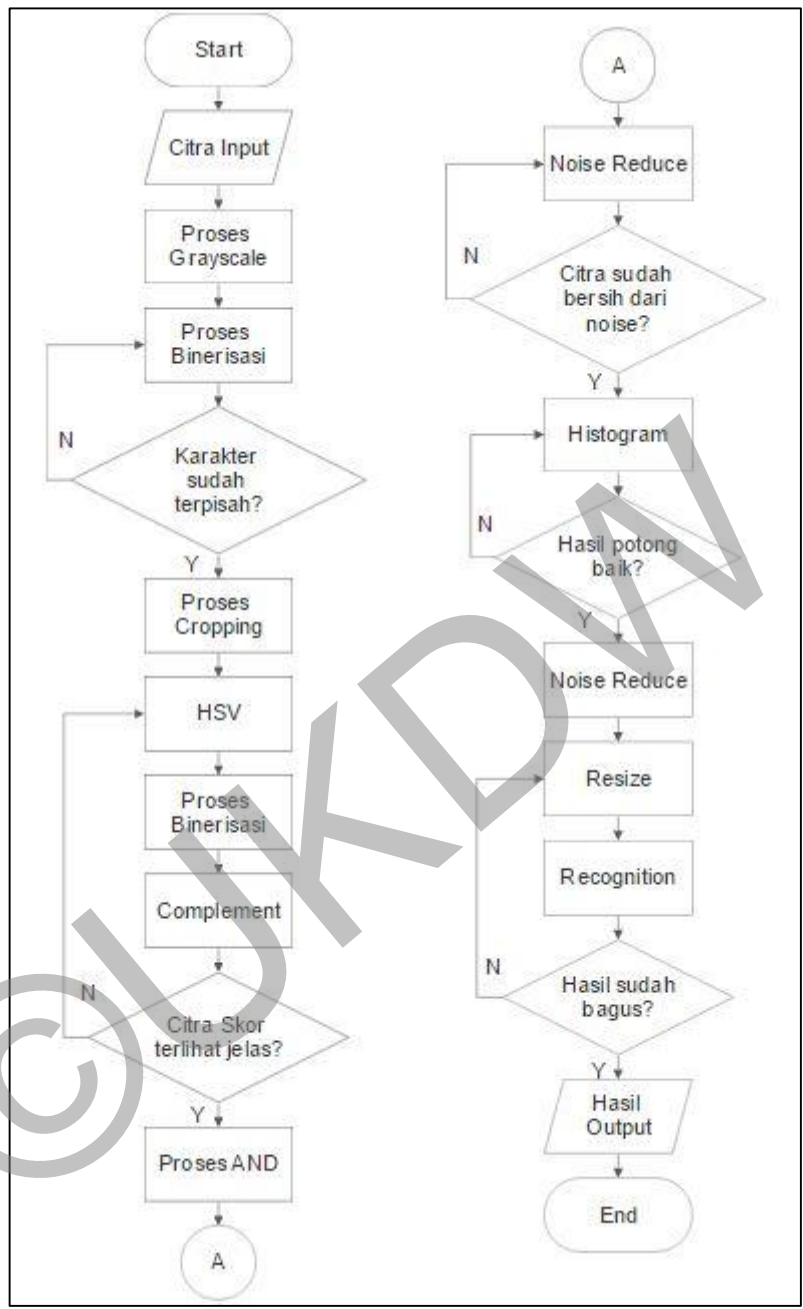 Start
Citra Input
Proses
Grayscale
Proses
Binerisasi
N
Karakter
sudah
terpisah?
Y
Proses
Cropping
HSV
Proses
Binerisasi
Complement
N
Citra Skor
terlihat jelas?
Y
Proses AND
A
A
Noise Reduce
N
Citra sudah
bersih dari
noise?
Y
Histogram
N
Hasil potong
baik?
Y
Noise Reduce
Resize
Recognition
N
Hasil sudah
bagus?
Y
Hasil
Output
End
©UKDW